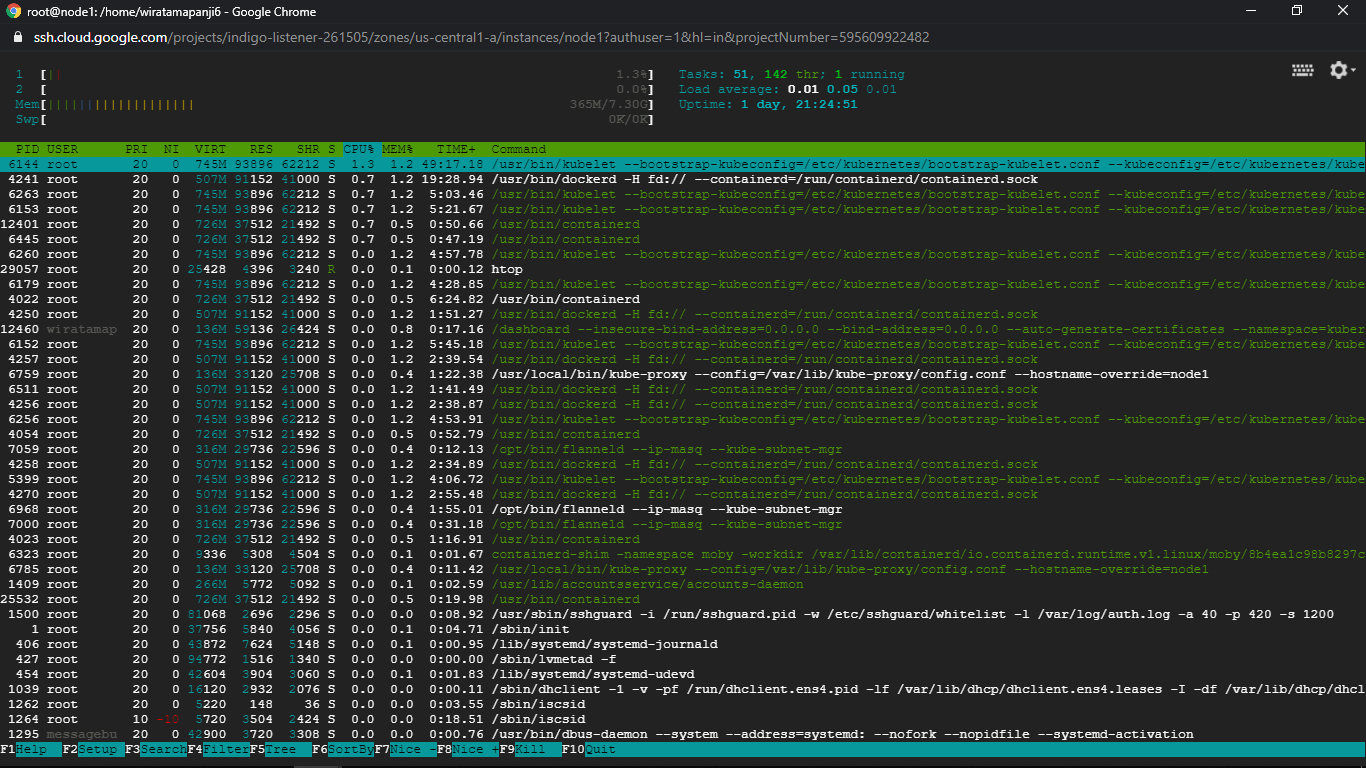 root@node1: /home/wiratamapanji6 - Google Chrome
ssh.cloud.google.com/projects/indigo-listener-261505/zones/us-central1-a/instances/node1?authuser=1&hl=in&projectNumber=595609922482
1 [|| 1.3%] Tasks: 51, 142 thr; 1 running
2 [ 0.0%] Load average: 0.01 0.05 0.01
Mem[||||||||||||||||||| 365M/7.30G] Uptime: 1 day, 21:24:51
Swp[ 0K/0K]
PID USER PRI NI VIRT RES SHR S CPU% MEM% TIME+ Command
6144 root 20 0 745M 93896 62212 S 1.3 1.2 49:17.18 /usr/bin/kubelet --bootstrap-kubeconfig=/etc/kubernetes/bootstrap-kubelet.conf --kubeconfig=/etc/kubernetes/kube
4241 root 20 0 507M 91152 41000 S 0.7 1.2 19:28.94 /usr/bin/dockerd -H fd:// --containerd=/run/containerd/containerd.sock
6263 root 20 0 745M 93896 62212 S 0.7 1.2 5:03.46 /usr/bin/kubelet --bootstrap-kubeconfig=/etc/kubernetes/bootstrap-kubelet.conf --kubeconfig=/etc/kubernetes/kube
6153 root 20 0 745M 93896 62212 S 0.7 1.2 5:21.67 /usr/bin/kubelet --bootstrap-kubeconfig=/etc/kubernetes/bootstrap-kubelet.conf --kubeconfig=/etc/kubernetes/kube
12401 root 20 0 726M 37512 21492 S 0.7 0.5 0:50.66 /usr/bin/containerd
6445 root 20 0 726M 37512 21492 S 0.7 0.5 0:47.19 /usr/bin/containerd
6260 root 20 0 745M 93896 62212 S 0.0 1.2 4:57.78 /usr/bin/kubelet --bootstrap-kubeconfig=/etc/kubernetes/bootstrap-kubelet.conf --kubeconfig=/etc/kubernetes/kube
29057 root 20 0 25428 4396 3240 R 0.0 0.1 0:00.12 htop
6179 root 20 0 745M 93896 62212 S 0.0 1.2 4:28.85 /usr/bin/kubelet --bootstrap-kubeconfig=/etc/kubernetes/bootstrap-kubelet.conf --kubeconfig=/etc/kubernetes/kube
4022 root 20 0 726M 37512 21492 S 0.0 0.5 6:24.82 /usr/bin/containerd
4250 root 20 0 507M 91152 41000 S 0.0 1.2 1:51.27 /usr/bin/dockerd -H fd:// --containerd=/run/containerd/containerd.sock
12460 wiratamap 20 0 136M 59136 26424 S 0.0 0.8 0:17.16 /dashboard --insecure-bind-address=0.0.0.0 --bind-address=0.0.0.0 --auto-generate-certificates --namespace=kuber
6152 root 20 0 745M 93896 62212 S 0.0 1.2 5:45.18 /usr/bin/kubelet --bootstrap-kubeconfig=/etc/kubernetes/bootstrap-kubelet.conf --kubeconfig=/etc/kubernetes/kube
4257 root 20 0 507M 91152 41000 S 0.0 1.2 2:39.54 /usr/bin/dockerd -H fd:// --containerd=/run/containerd/containerd.sock
6759 root 20 0 136M 33120 25708 S 0.0 0.4 1:22.38 /usr/local/bin/kube-proxy --config=/var/lib/kube-proxy/config.conf --hostname-override=node1
6511 root 20 0 507M 91152 41000 S 0.0 1.2 1:41.49 /usr/bin/dockerd -H fd:// --containerd=/run/containerd/containerd.sock
4256 root 20 0 507M 91152 41000 S 0.0 1.2 2:38.87 /usr/bin/dockerd -H fd:// --containerd=/run/containerd/containerd.sock
6256 root 20 0 745M 93896 62212 S 0.0 1.2 4:53.91 /usr/bin/kubelet --bootstrap-kubeconfig=/etc/kubernetes/bootstrap-kubelet.conf --kubeconfig=/etc/kubernetes/kube
4054 root 20 0 726M 37512 21492 S 0.0 0.5 0:52.79 /usr/bin/containerd
7059 root 20 0 316M 29736 22596 S 0.0 0.4 0:12.13 /opt/bin/flanneld --ip-masq --kube-subnet-mgr
4258 root 20 0 507M 91152 41000 S 0.0 1.2 2:34.89 /usr/bin/dockerd -H fd:// --containerd=/run/containerd/containerd.sock
5399 root 20 0 745M 93896 62212 S 0.0 1.2 4:06.72 /usr/bin/kubelet --bootstrap-kubeconfig=/etc/kubernetes/bootstrap-kubelet.conf --kubeconfig=/etc/kubernetes/kube
4270 root 20 0 507M 91152 41000 S 0.0 1.2 2:55.48 /usr/bin/dockerd -H fd:// --containerd=/run/containerd/containerd.sock
6968 root 20 0 316M 29736 22596 S 0.0 0.4 1:55.01 /opt/bin/flanneld --ip-masq --kube-subnet-mgr
7000 root 20 0 316M 29736 22596 S 0.0 0.4 0:31.18 /opt/bin/flanneld --ip-masq --kube-subnet-mgr
4023 root 20 0 726M 37512 21492 S 0.0 0.5 1:16.91 /usr/bin/containerd
6323 root 20 0 9336 5308 4504 S 0.0 0.1 0:01.67 containerd-shim -namespace moby -workdir /var/lib/containerd/io.containerd.runtime.v1.linux/moby/8b4ea1c98b8297c
6785 root 20 0 136M 33120 25708 S 0.0 0.4 0:11.42 /usr/local/bin/kube-proxy --config=/var/lib/kube-proxy/config.conf --hostname-override=node1
1409 root 20 0 266M 5772 5092 S 0.0 0.1 0:02.59 /usr/lib/accountsservice/accounts-daemon
25532 root 20 0 726M 37512 21492 S 0.0 0.5 0:19.98 /usr/bin/containerd
1500 root 20 0 81068 2696 2296 S 0.0 0.0 0:08.92 /usr/sbin/sshguard -i /run/sshguard.pid -w /etc/sshguard/whitelist -l /var/log/auth.log -a 40 -p 420 -s 1200
1 root 20 0 37756 5840 4056 S 0.0 0.1 0:04.71 /sbin/init
406 root 20 0 43872 7624 5148 S 0.0 0.1 0:00.95 /lib/systemd/systemd-journald
427 root 20 0 94772 1516 1340 S 0.0 0.0 0:00.00 /sbin/lvmetad -f
454 root 20 0 42604 3904 3060 S 0.0 0.1 0:01.83 /lib/systemd/systemd-udevd
1039 root 20 0 16120 2932 2076 S 0.0 0.0 0:00.11 /sbin/dhclient -1 -v -pf /run/dhclient.ens4.pid -lf /var/lib/dhcp/dhclient.ens4.leases -I -df /var/lib/dhcp/dhcl
1262 root 20 0 5220 148 36 S 0.0 0.0 0:03.55 /sbin/iscsid
1264 root 10 -10 5720 3504 2424 S 0.0 0.0 0:18.51 /sbin/iscsid
1295 messagebu 20 0 42900 3720 3308 S 0.0 0.0 0:00.76 /usr/bin/dbus-daemon --system --address=systemd: --nofork --nopidfile --systemd-activation
F1Help F2Setup F3SearchF4FilterF5Tree F6SortByF7Nice -F8Nice +F9Kill F10Quit